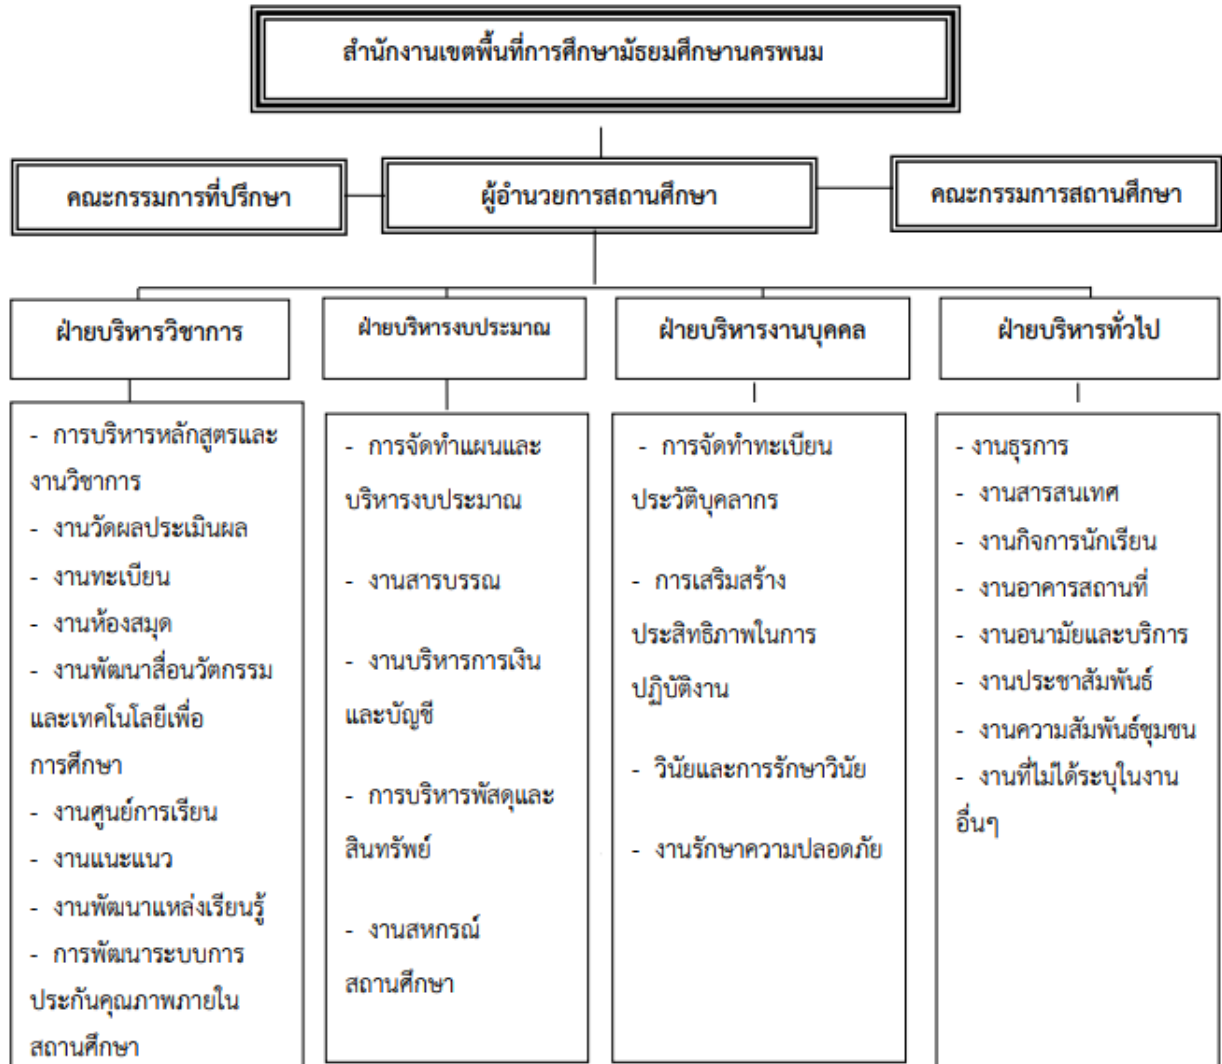 สำนักงานเขตพื้นที่การศึกษามัธยมศึกษานครพนม
คณะกรรมการที่ปรึกษา
ผู้อำนวยการสถานศึกษา
คณะกรรมการสถานศึกษา
ฝ่ายบริหารวิชาการ
ฝ่ายบริหารงบประมาณ
ฝ่ายบริหารงานบุคคล
ฝ่ายบริหารทั่วไป
- การบริหารหลักสูตรและ
งานวิชาการ
- งานวัดผลประเมินผล
- งานทะเบียน
- งานห้องสมุด
- งานพัฒนาสื่อนวัตกรรม
และเทคโนโลยีเพื่อ
การศึกษา
- งานศูนย์การเรียน
- งานแนะแนว
- งานพัฒนาแหล่งเรียนรู้
- การพัฒนาระบบการ
ประกันคุณภาพภายใน
สถานศึกษา
- การจัดทำแผนและ
บริหารงบประมาณ
- งานสารบรรณ
- งานบริหารการเงิน
และบัญชี
- การบริหารพัสดุและ
สินทรัพย์
- งานสหกรณ์
สถานศึกษา
- การจัดทำทะเบียน
ประวัติบุคลากร
- การเสริมสร้าง
ประสิทธิภาพในการ
ปฏิบัติงาน
- วินัยและการรักษาวินัย
- งานรักษาความปลอดภัย
- งานธุรการ
- งานสารสนเทศ
- งานกิจการนักเรียน
- งานอาคารสถานที่
- งานอนามัยและบริการ
- งานประชาสัมพันธ์
- งานความสัมพันธ์ชุมชน
- งานที่ไม่ได้ระบุในงาน
อื่นๆ